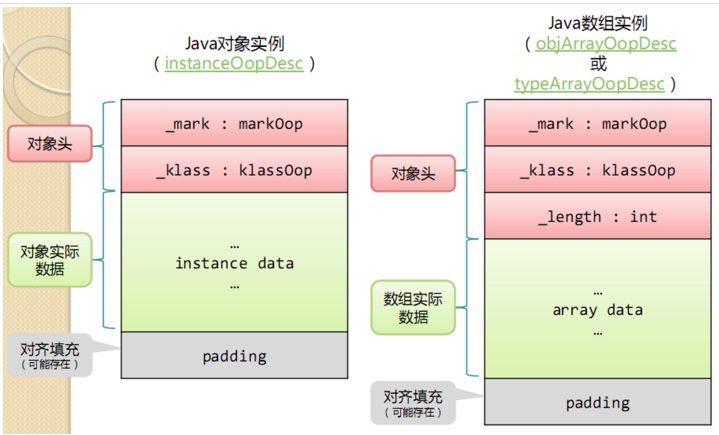 Java对象实例
（ instanceOopDesc ）
对象头
_mark : markOop
_klass : klassOop
对象实际
数据
…
instance data
…
对齐填充
（可能存在）
padding
Java数组实例
（ objArrayOopDesc
或
typeArrayOopDesc ）
对象头
_mark : markOop
_klass : klassOop
_length : int
数组实际
数据
…
array data
…
对齐填充
（可能存在）
padding